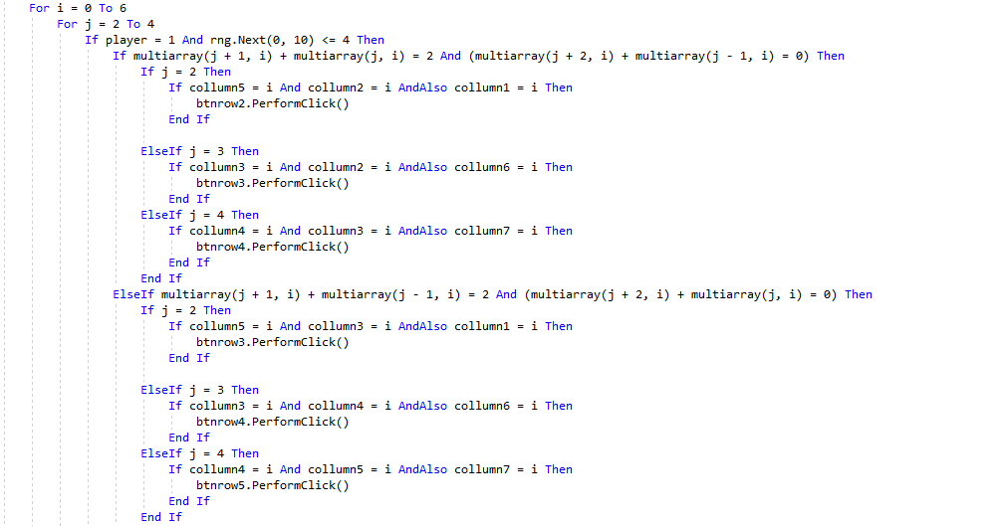 For i = 0 To 6
For j = 2 To 4
If player = 1 And rng.Next(0, 10) <= 4 Then
If multiarray(j + 1, i) + multiarray(j, i) = 2 And (multiarray(j + 2, i) + multiarray(j - 1, i) = 0) Then
If j = 2 Then
If collumn5 = i And collumn2 = i AndAlso collumn1 = i Then
btnrow2.PerformClick()
End If
ElseIf j = 3 Then
If collumn3 = i And collumn2 = i AndAlso collumn6 = i Then
btnrow3.PerformClick()
End If
ElseIf j = 4 Then
If collumn4 = i And collumn3 = i AndAlso collumn7 = i Then
btnrow4.PerformClick()
End If
End If
ElseIf multiarray(j + 1, i) + multiarray(j - 1, i) = 2 And (multiarray(j + 2, i) + multiarray(j, i) = 0) Then
If j = 2 Then
If collumn5 = i And collumn3 = i AndAlso collumn1 = i Then
btnrow3.PerformClick()
End If
ElseIf j = 3 Then
If collumn3 = i And collumn4 = i AndAlso collumn6 = i Then
btnrow4.PerformClick()
End If
ElseIf j = 4 Then
If collumn4 = i And collumn5 = i AndAlso collumn7 = i Then
btnrow5.PerformClick()
End If
End If